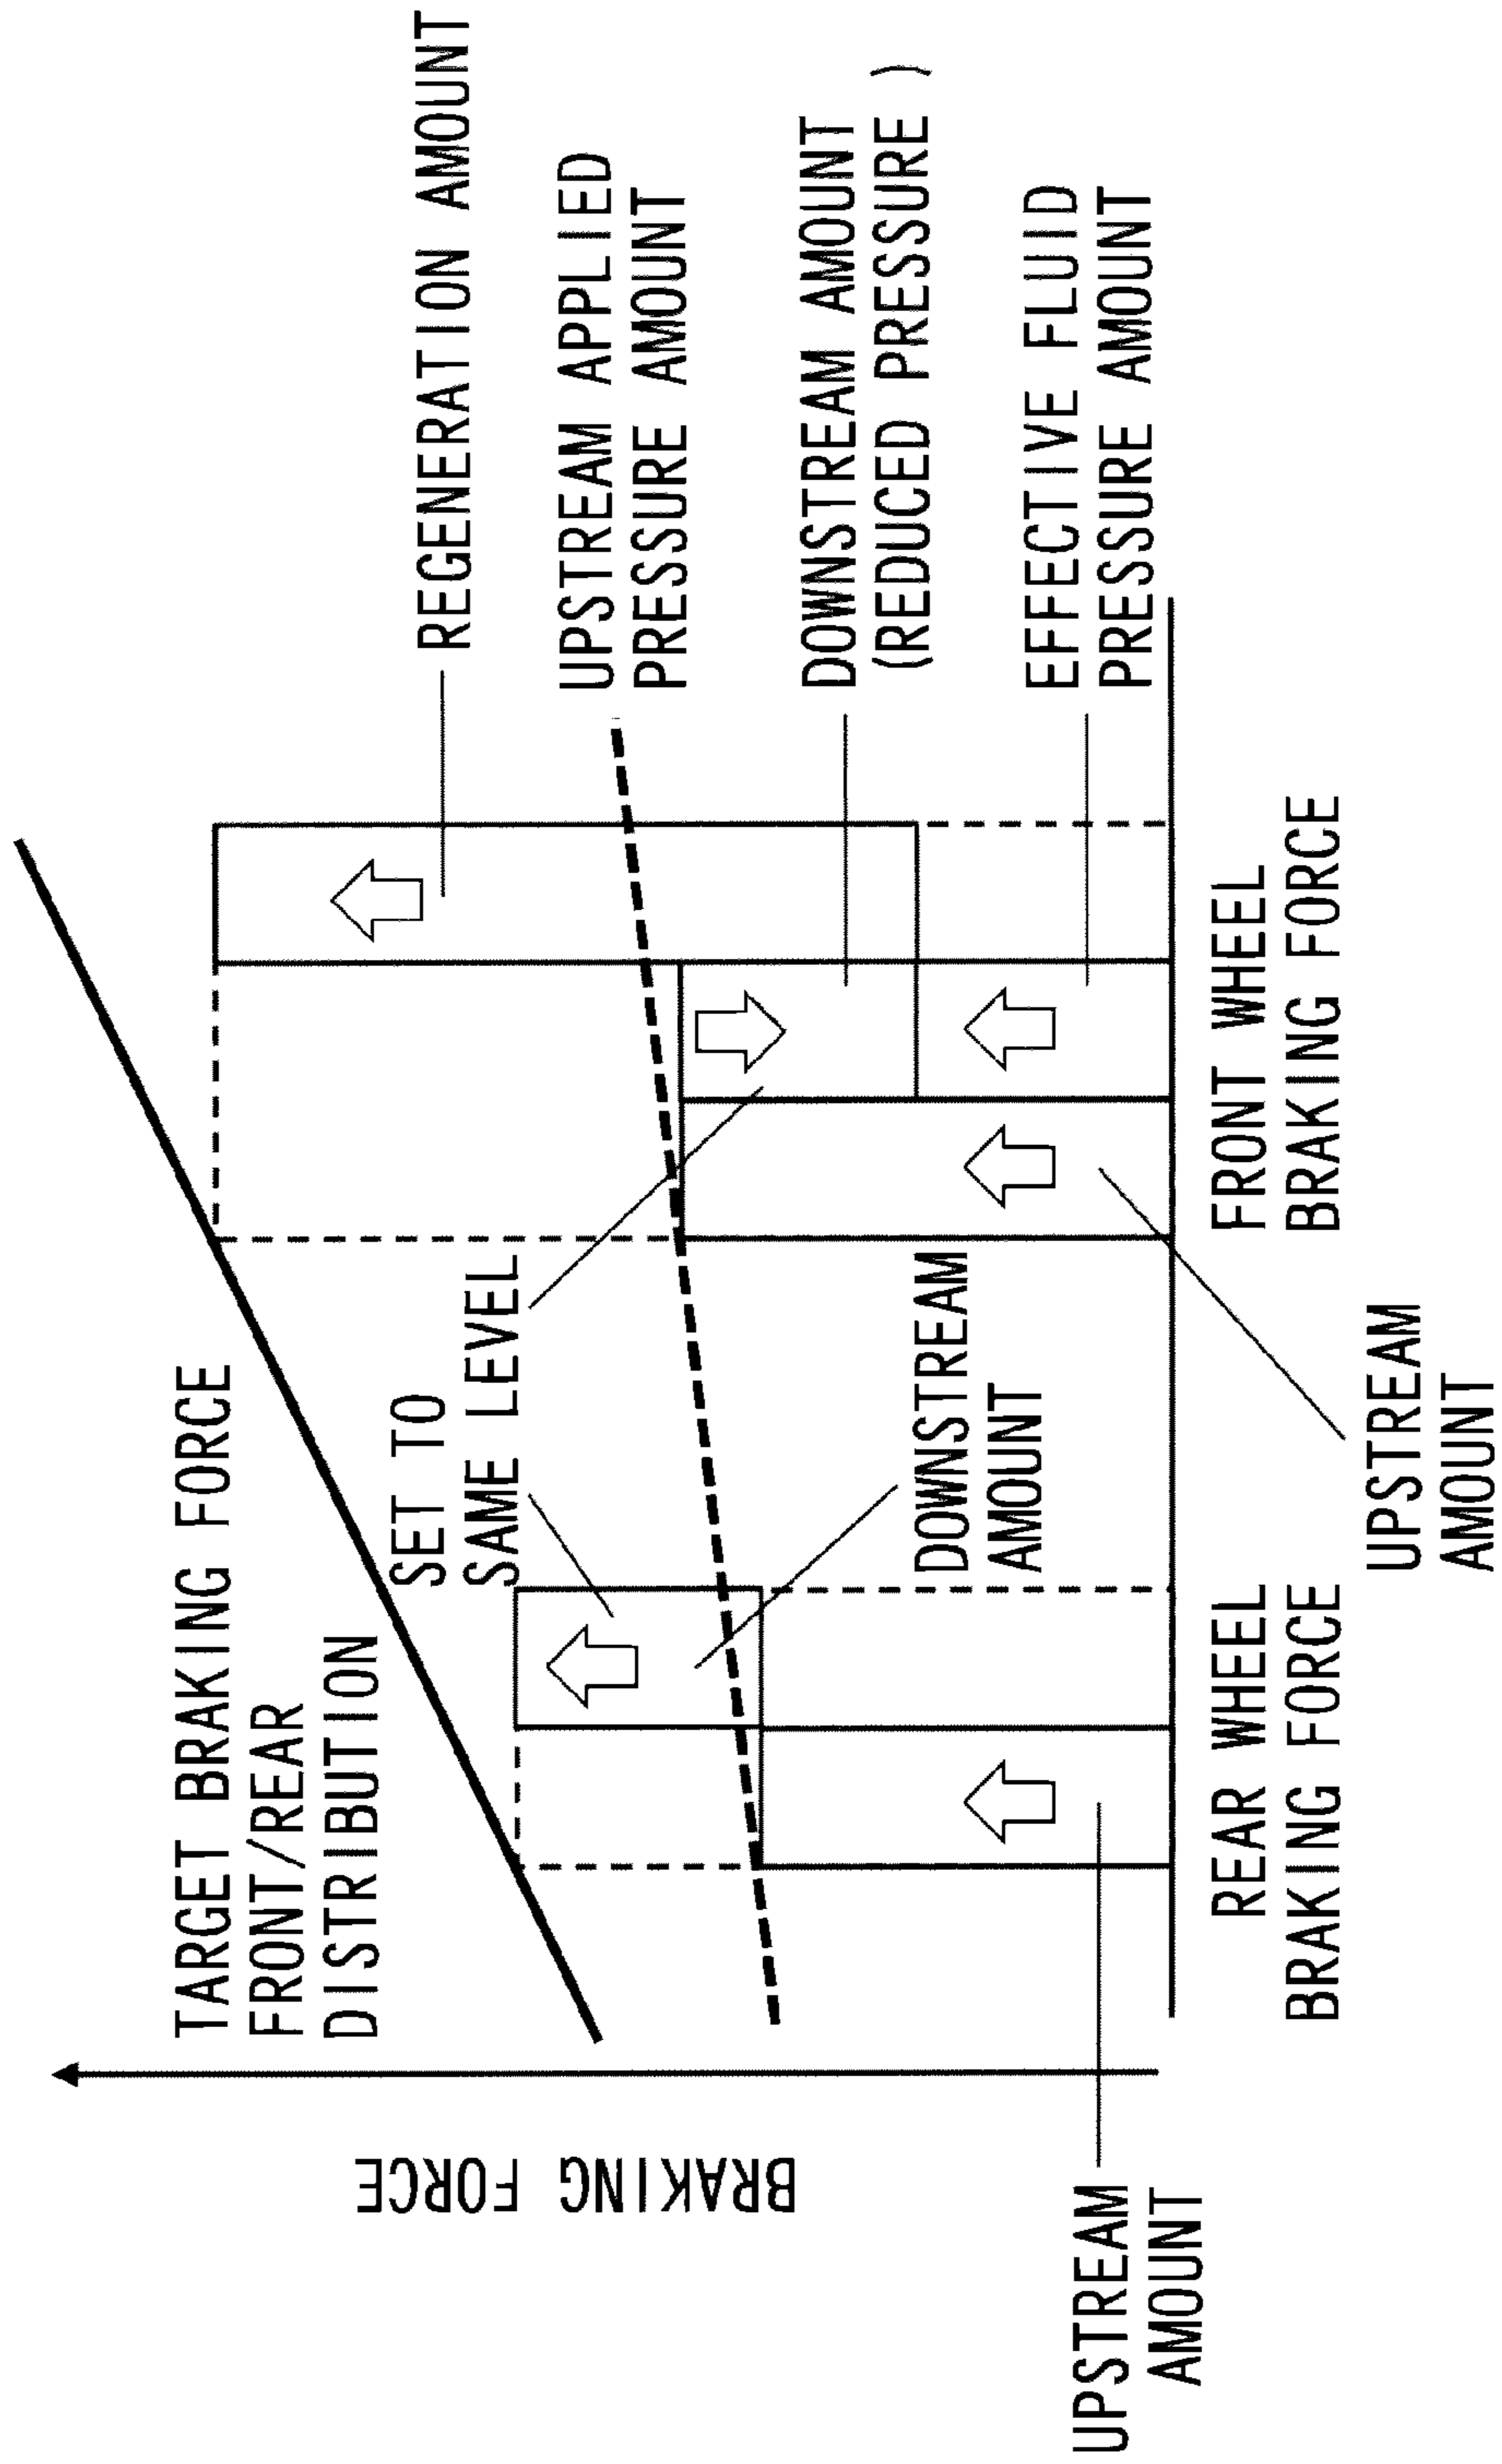 TARGET BRAKING FORCE
FRONT/REAR
DISTRIBUTION
REGENERATION AMOUNT
SET TO
SAME LEVEL
UPSTREAM APPLIED
PRESSURE AMOUNT
DOWNSTREAM AMOUNT
(REDUCED PRESSURE )
DOWNSTREAM
AMOUNT
EFFECTIVE FLUID
PRESSURE AMOUNT
BRAKING FORCE
UPSTREAM
AMOUNT
REAR WHEEL
BRAKING FORCE
FRONT WHEEL
BRAKING FORCE
UPSTREAM
AMOUNT